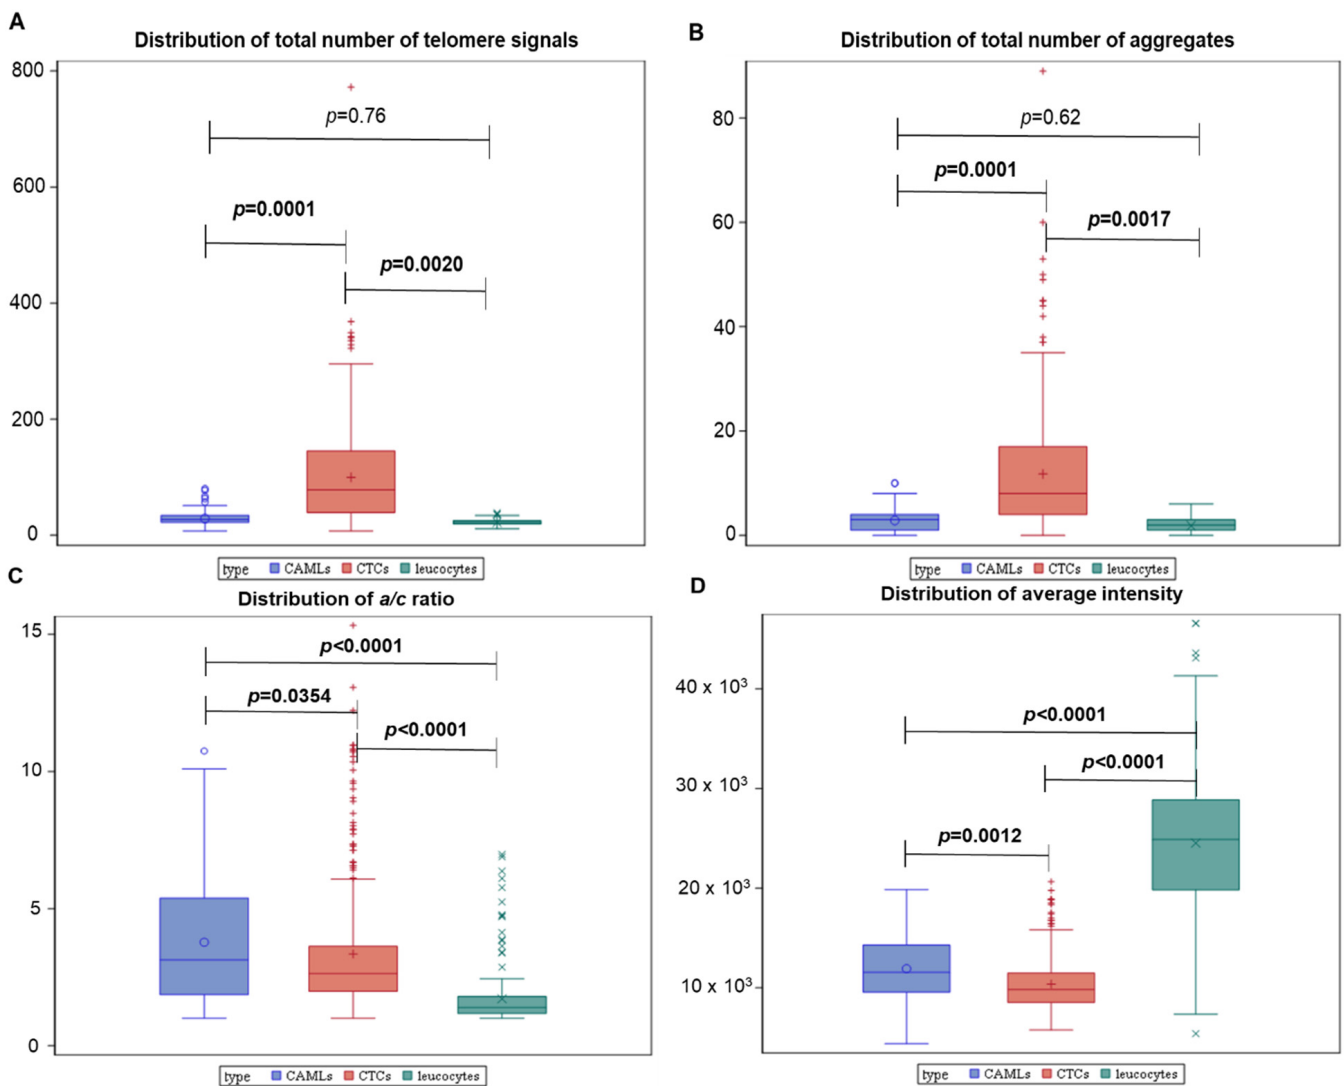 A
Distribution of total number of telomere signals
800
600
400
200
0
p=0.76
p=0.0001
p=0.0020
type CAMLs CTCs leucocytes
B
Distribution of total number of aggregates
80
60
40
20
0
p=0.62
p=0.0001
p=0.0017
type CAMLs CTCs leucocytes
C
Distribution of a/c ratio
15
10
5
0
p<0.0001
p=0.0354
p<0.0001
type CAMLs CTCs leucocytes
D
Distribution of average intensity
40 x 10³
30 x 10³
20 x 10³
10 x 10³
p<0.0001
p<0.0001
p=0.0012
type CAMLs CTCs leucocytes